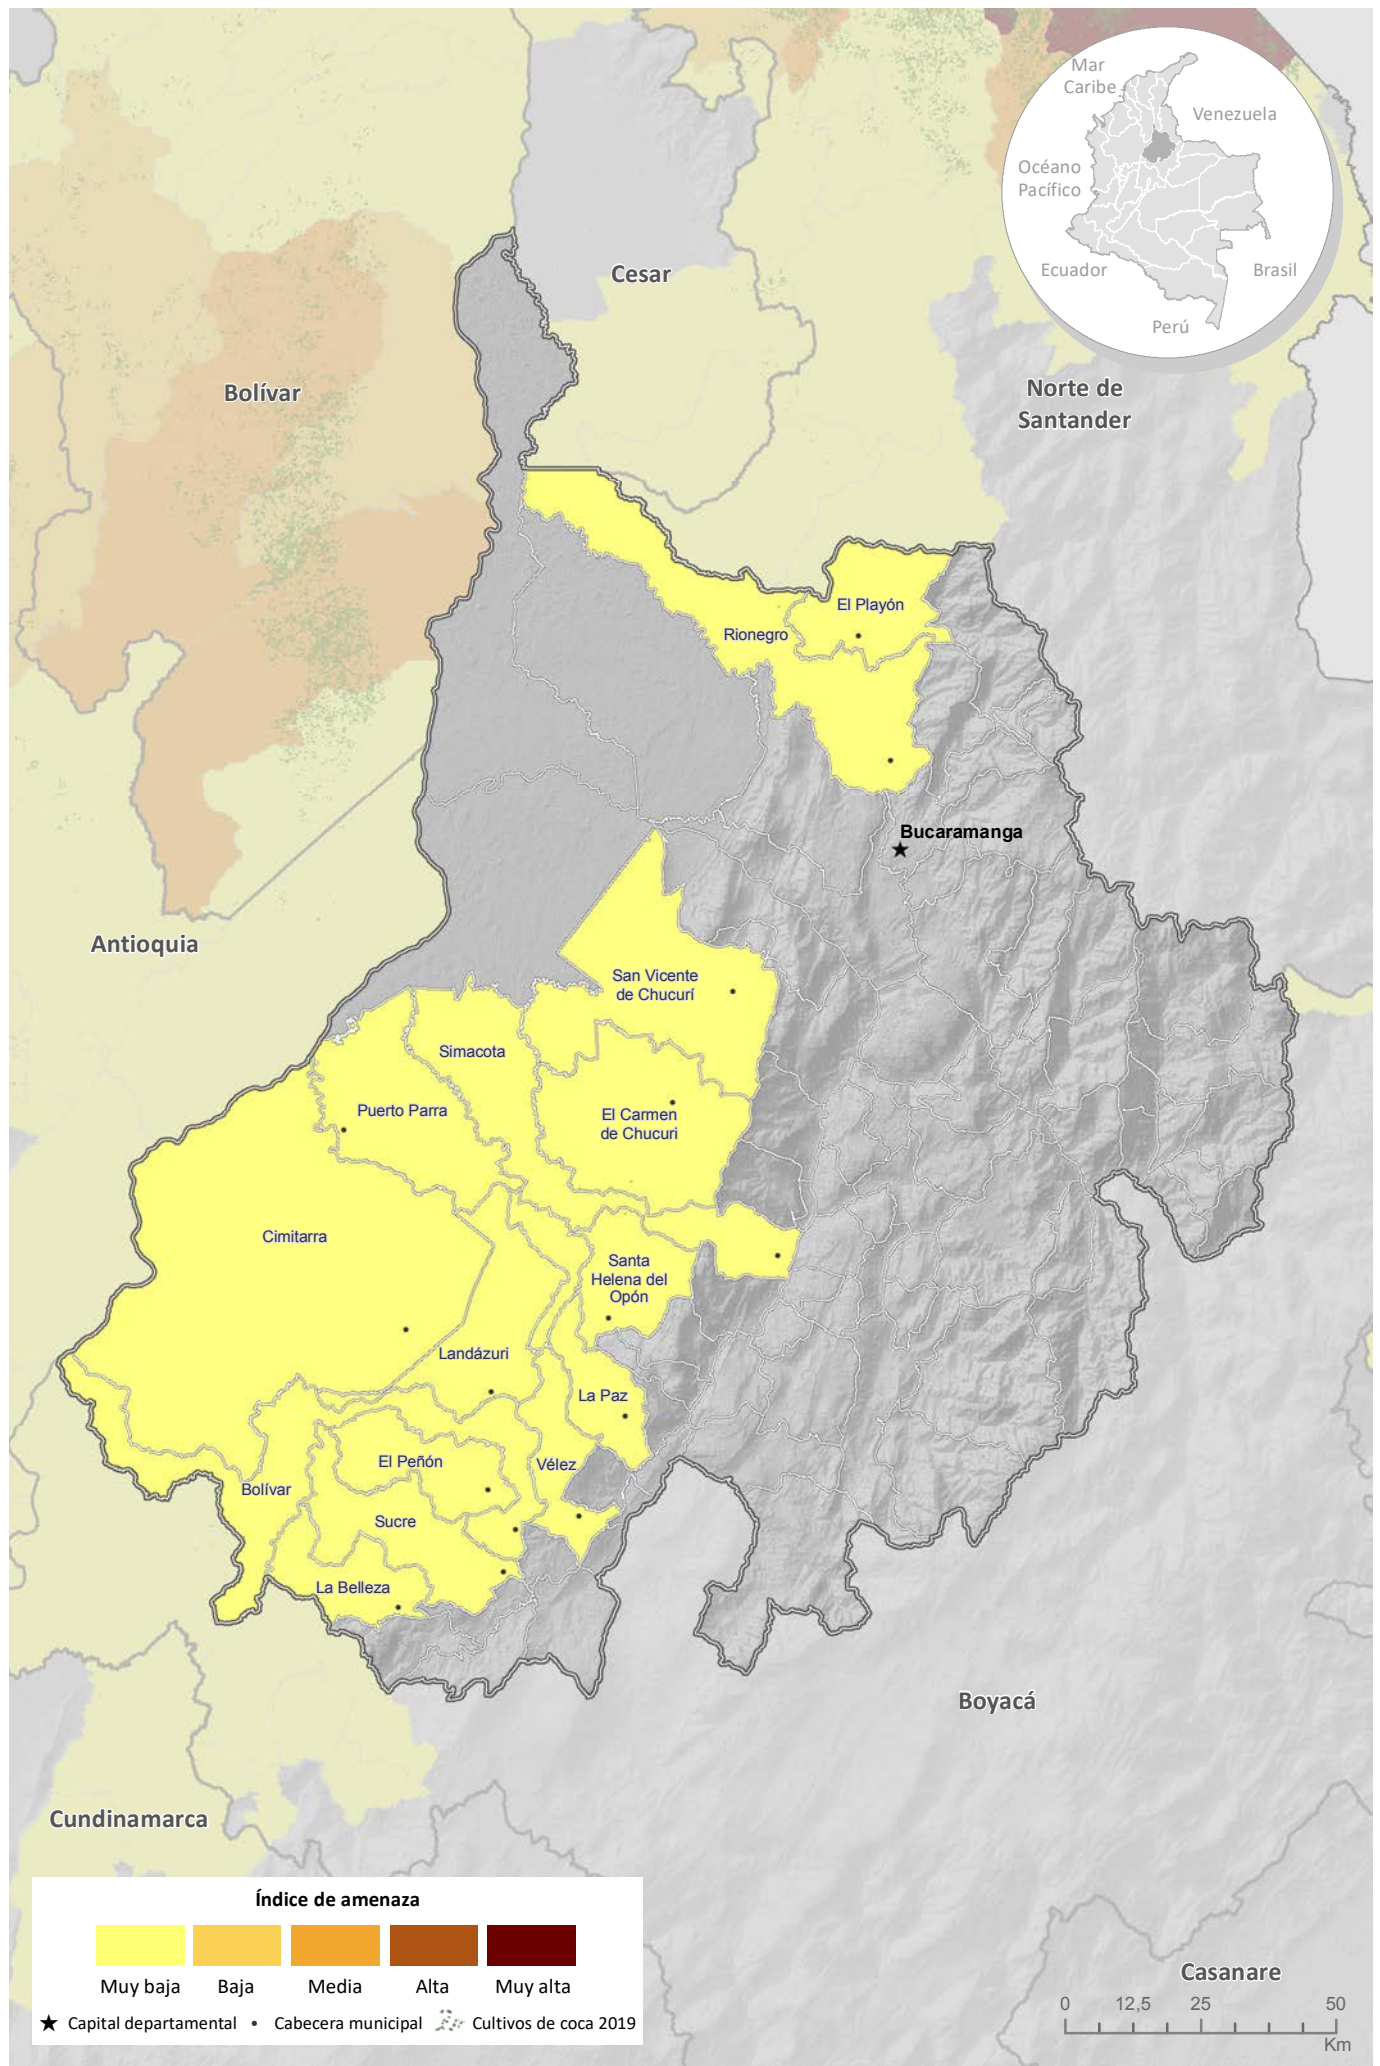 Mar
Caribe
Venezuela
Océano
Pacífico
Ecuador
Brasil
Perú
Cesar
Bolívar
Norte de
Santander
El Playón
Rionegro
Bucaramanga
Antioquia
San Vicente
de Chucurí
Simacota
Puerto Parra
El Carmen
de Chucuri
Cimitarra
Santa
Helena del
Opón
Landázuri
La Paz
El Peñón
Vélez
Bolívar
Sucre
La Belleza
Boyacá
Cundinamarca
Casanare
Índice de amenaza
Muy baja Baja Media Alta Muy alta
Capital departamental Cabecera municipal Cultivos de coca 2019
0 12,5 25 50
Km